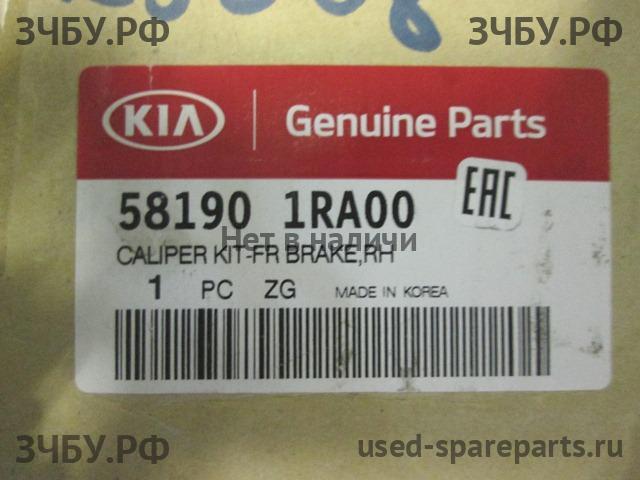 ЗЧБУ.РФ
ЗЧБУ.РФ
KIA Genuine Parts
58190 1RA00
EAC
Нет в наличи
CALIPER KIT-FR BRAKE,RH
1 PC ZG MADE IN KOREA
ЗЧБУ.РФ
used-spareparts.ru